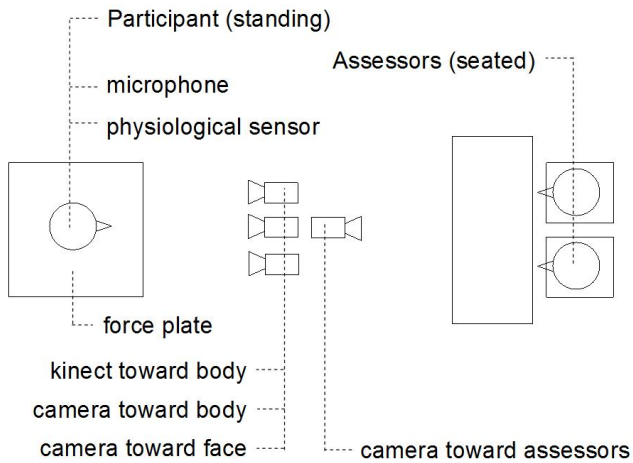 Participant (standing)
Assessors (seated)
microphone
physiological sensor
force plate
kinect toward body
camera toward body
camera toward face
camera toward assessors